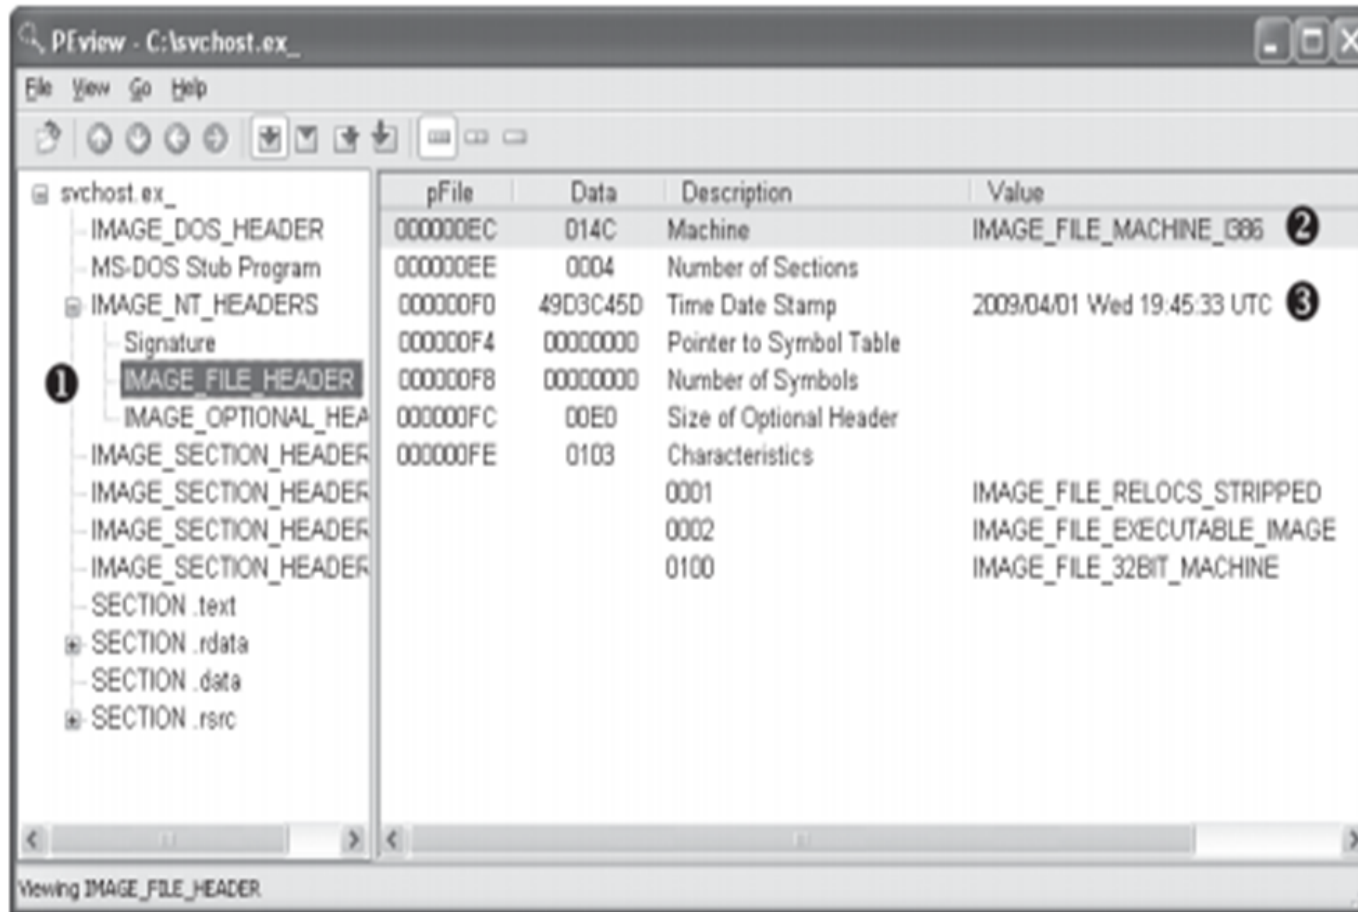 PEview - C:\svchost.ex_
File View Go Help
svchost.ex_
IMAGE_DOS_HEADER
MS-DOS Stub Program
IMAGE_NT_HEADERS
Signature
❶ IMAGE_FILE_HEADER
IMAGE_OPTIONAL_HEA
IMAGE_SECTION_HEADER
IMAGE_SECTION_HEADER
IMAGE_SECTION_HEADER
IMAGE_SECTION_HEADER
SECTION .text
SECTION .rdata
SECTION .data
SECTION .rsrc
pFile Data Description Value
000000EC 014C Machine IMAGE_FILE_MACHINE_I386 ❷
000000EE 0004 Number of Sections
000000F0 49D3C45D Time Date Stamp 2009/04/01 Wed 19:45:33 UTC ❸
000000F4 00000000 Pointer to Symbol Table
000000F8 00000000 Number of Symbols
000000FC 00E0 Size of Optional Header
000000FE 0103 Characteristics
0001 IMAGE_FILE_RELOCS_STRIPPED
0002 IMAGE_FILE_EXECUTABLE_IMAGE
0100 IMAGE_FILE_32BIT_MACHINE
Viewing IMAGE_FILE_HEADER